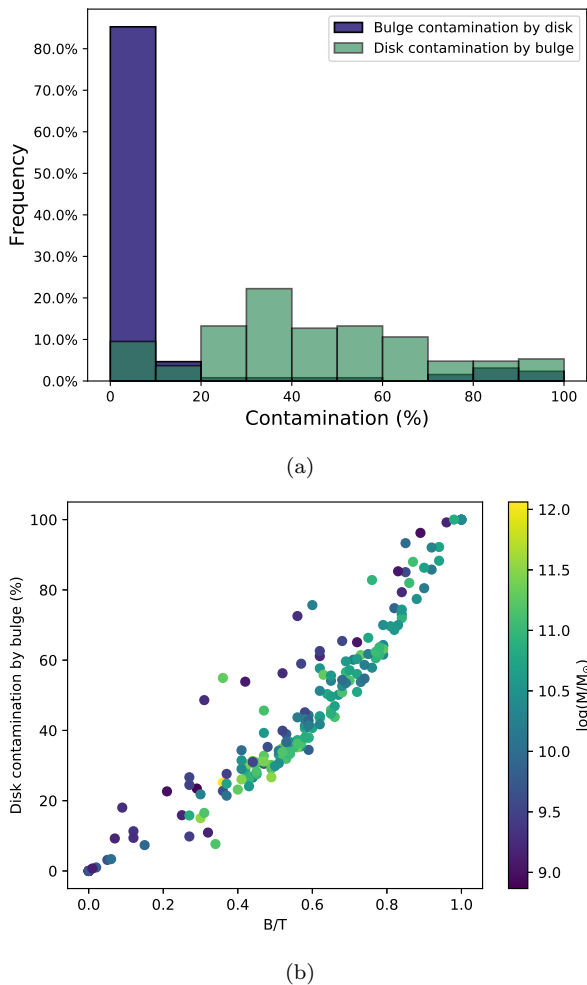 Bulge contamination by disk
Disk contamination by bulge
80.0%
70.0%
60.0%
50.0%
40.0%
30.0%
20.0%
10.0%
0.0%
Frequency
0 20 40 60 80 100
Contamination (%)
(a)
100
80
60
40
20
0
Disk contamination by bulge (%)
0.0 0.2 0.4 0.6 0.8 1.0
B/T
12.0
11.5
11.0
10.5
10.0
9.5
9.0
log(M/M⊙)
(b)